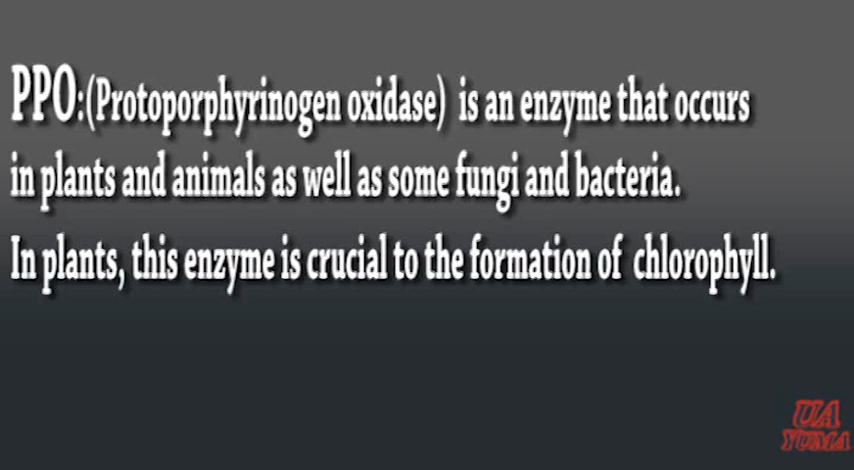 PPO:(Protoporphyrinogen oxidase) is an enzyme that occurs
in plants and animals as well as some fungi and bacteria.
In plants, this enzyme is crucial to the formation of chlorophyll.
UA
YUMA